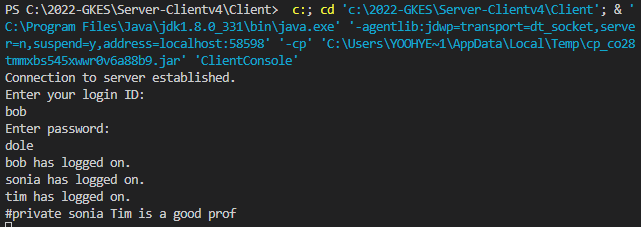 PS C:\2022-GKES\Server-Clientv4\Client>  c:; cd 'c:\2022-GKES\Server-Clientv4\Client'; & '
C:\Program Files\Java\jdk1.8.0_331\bin\java.exe' '-agentlib:jdwp=transport=dt_socket,serve
r=n,suspend=y,address=localhost:58598' '-cp' 'C:\Users\YOOHYE~1\AppData\Local\Temp\cp_co28
tmmxbs545xwwr0v6a88b9.jar' 'ClientConsole'
Connection to server established.
Enter your login ID:
bob
Enter password:
dole
bob has logged on.
sonia has logged on.
tim has logged on.
#private sonia Tim is a good prof